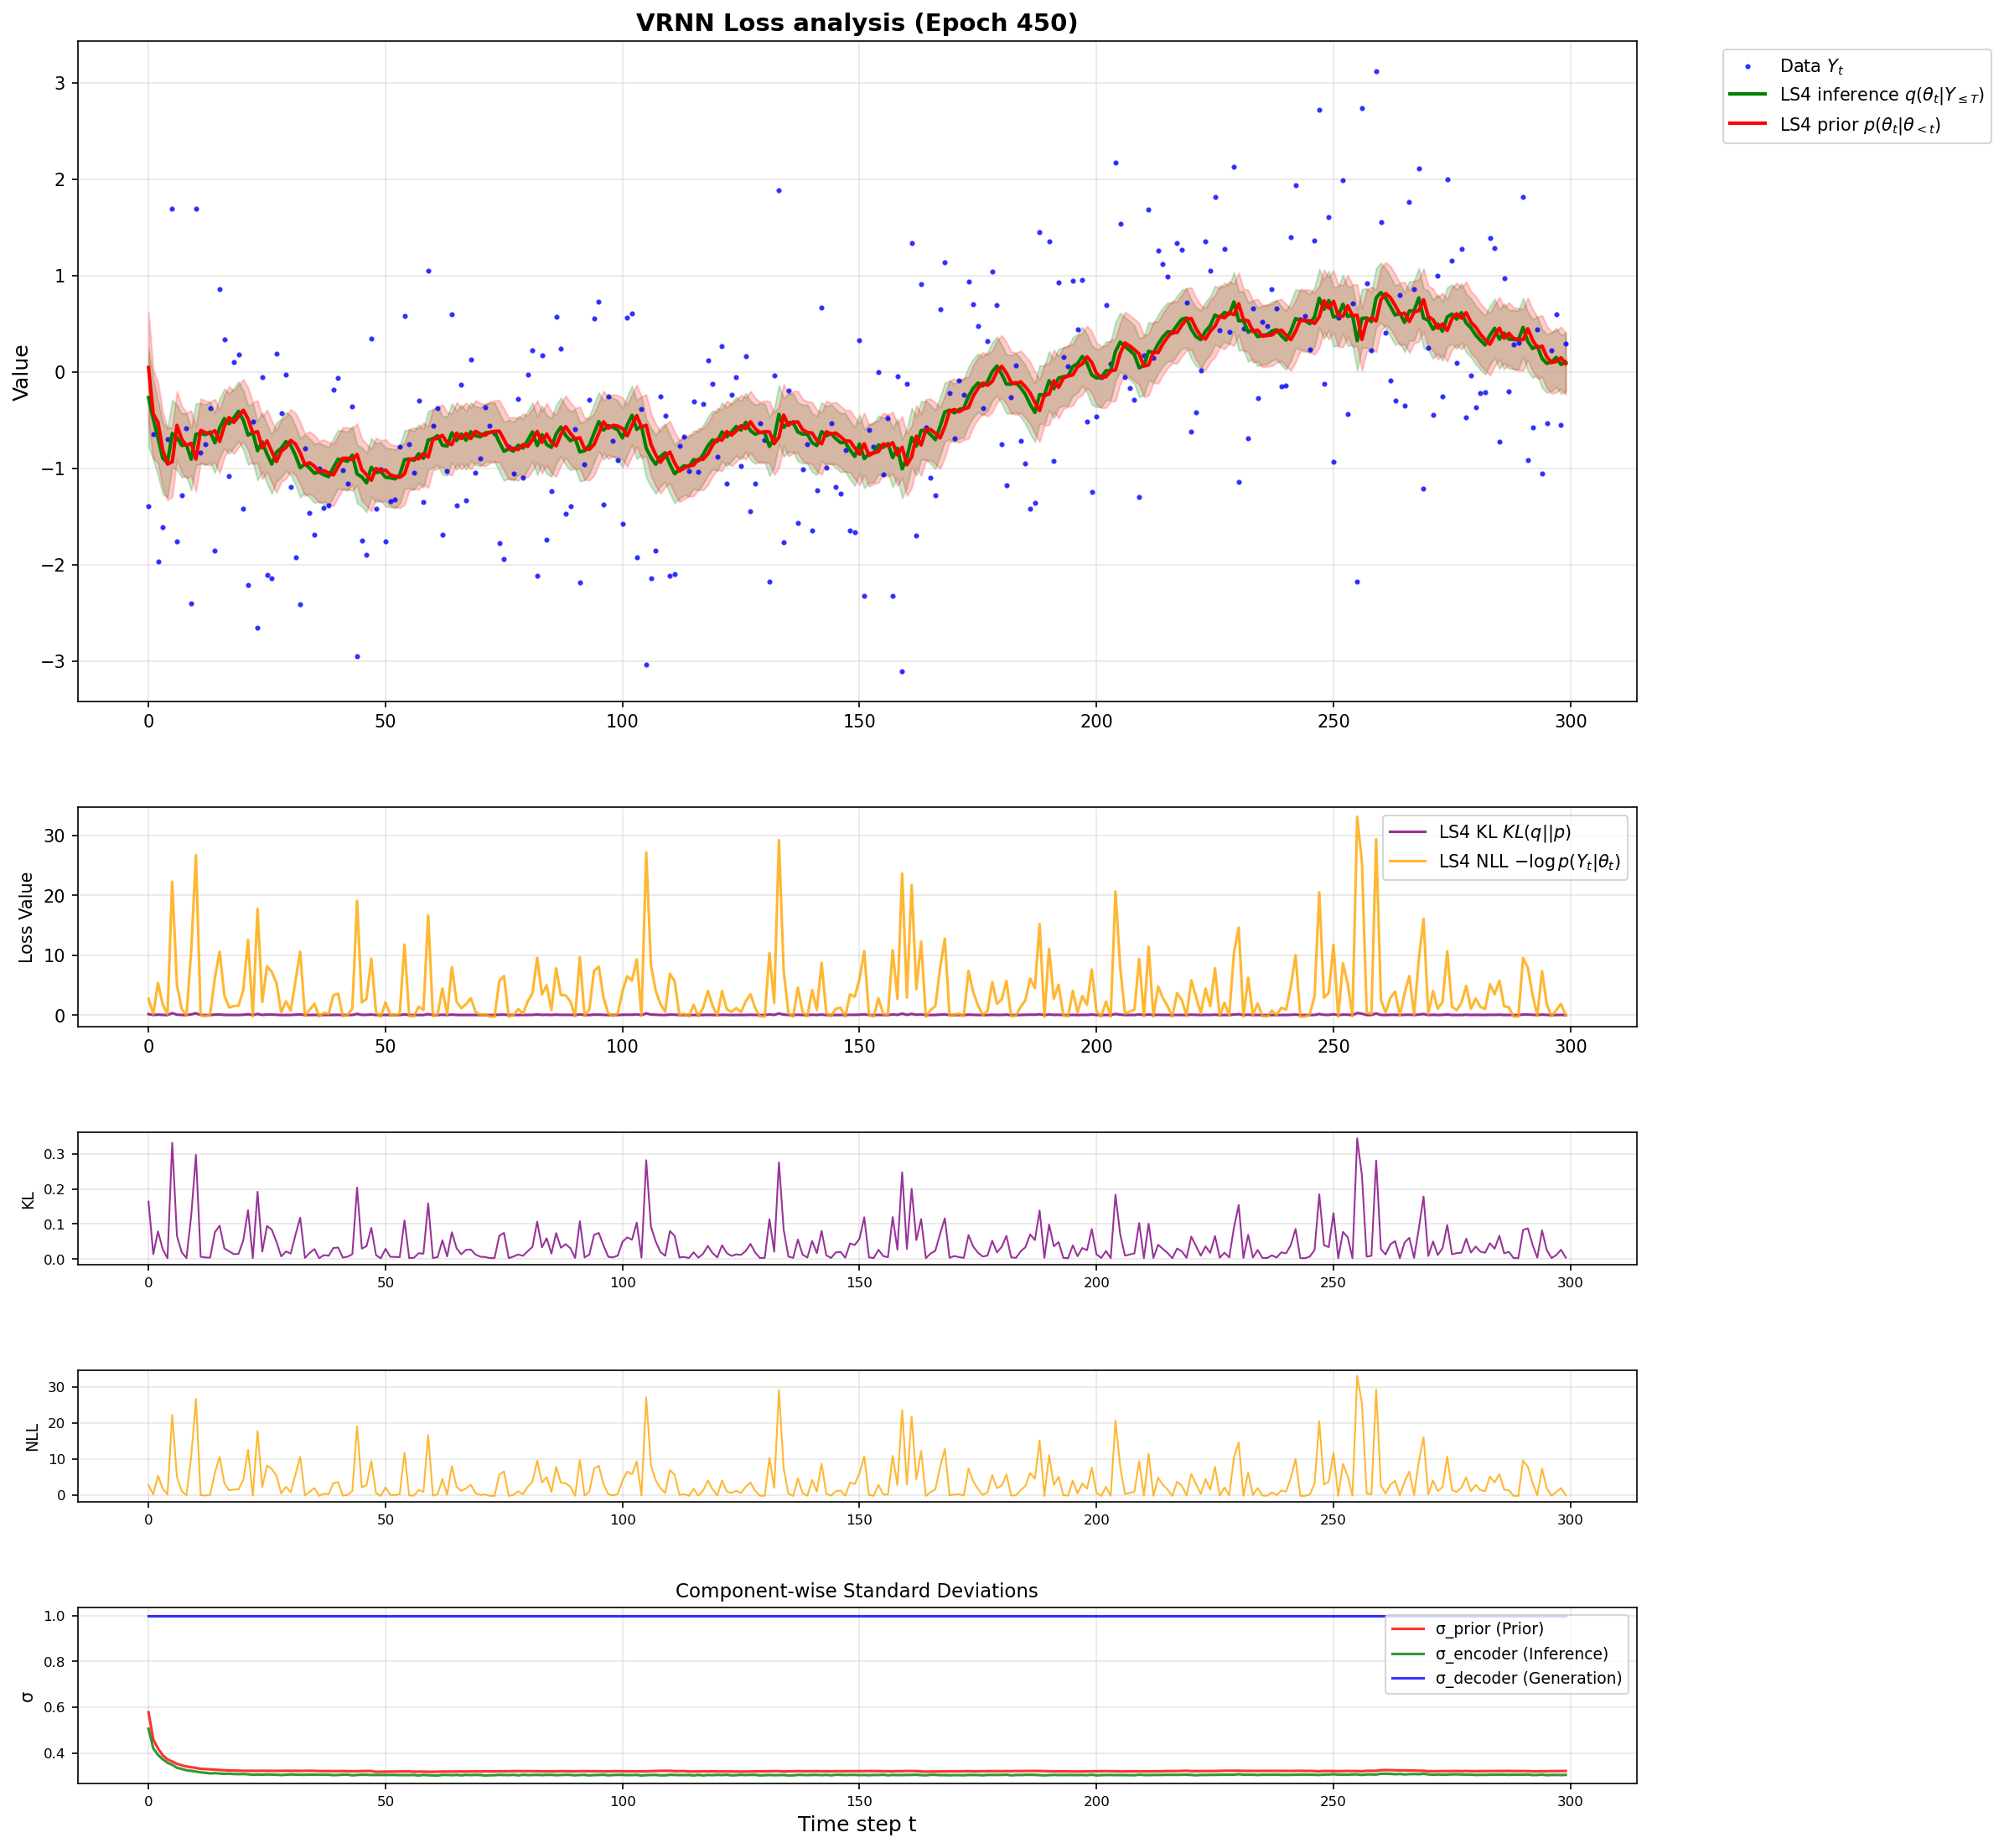 VRNN Loss analysis (Epoch 450)
Value
3
2
1
0
−1
−2
−3
0 50 100 150 200 250 300
Data Y_t
LS4 inference q(θ_t|Y_{≤T})
LS4 prior p(θ_t|θ_{<t})
Loss Value
30
20
10
0
0 50 100 150 200 250 300
LS4 KL KL(q||p)
LS4 NLL −log p(Y_t|θ_t)
KL
0.3
0.2
0.1
0.0
0 50 100 150 200 250 300
NLL
30
20
10
0
0 50 100 150 200 250 300
Component-wise Standard Deviations
σ
1.0
0.8
0.6
0.4
σ_prior (Prior)
σ_encoder (Inference)
σ_decoder (Generation)
0 50 100 150 200 250 300
Time step t